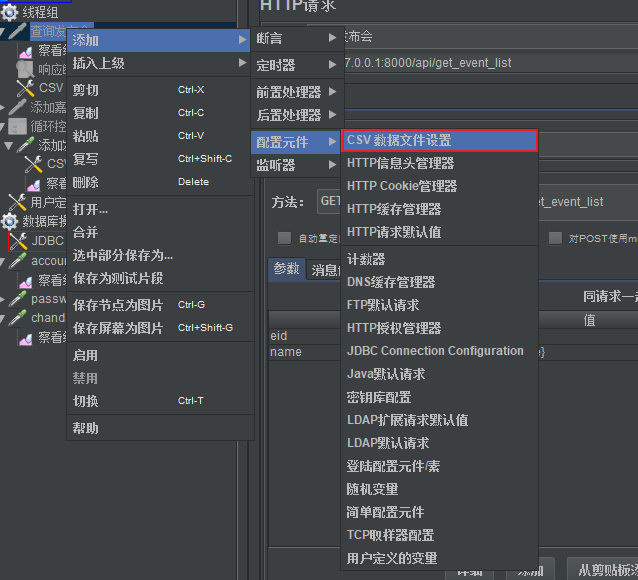 HTTP请求
线程组
查询发布会
察看结
响应断
CSV
添加嘉
循环控
添加
CSV
察看
用户定
数据库操
JDBC
accou
察看结
passw
chand
察看结
添加
插入上级
剪切 Ctrl-X
复制 Ctrl-C
粘贴 Ctrl-V
复写 Ctrl+Shift-C
删除 Delete
打开...
合并
选中部分保存为...
保存为测试片段
保存节点为图片 Ctrl-G
保存屏幕为图片 Ctrl+Shift-G
启用
禁用
切换 Ctrl-T
帮助
断言
定时器
前置处理器
后置处理器
配置元件
监听器
CSV 数据文件设置
HTTP信息头管理器
HTTP Cookie管理器
HTTP缓存管理器
HTTP请求默认值
计数器
DNS缓存管理器
FTP默认请求
HTTP授权管理器
JDBC Connection Configuration
Java默认请求
密钥库配置
LDAP扩展请求默认值
LDAP默认请求
登陆配置元件/素
随机变量
简单配置元件
TCP取样器配置
用户定义的变量
发布会
7.0.0.1:8000/api/get_event_list
方法: GET
et_event_list
自动重定
对POST使用m
参数 消息体
同请求一起
值
eid
name
}
详细 添加 从剪贴板添